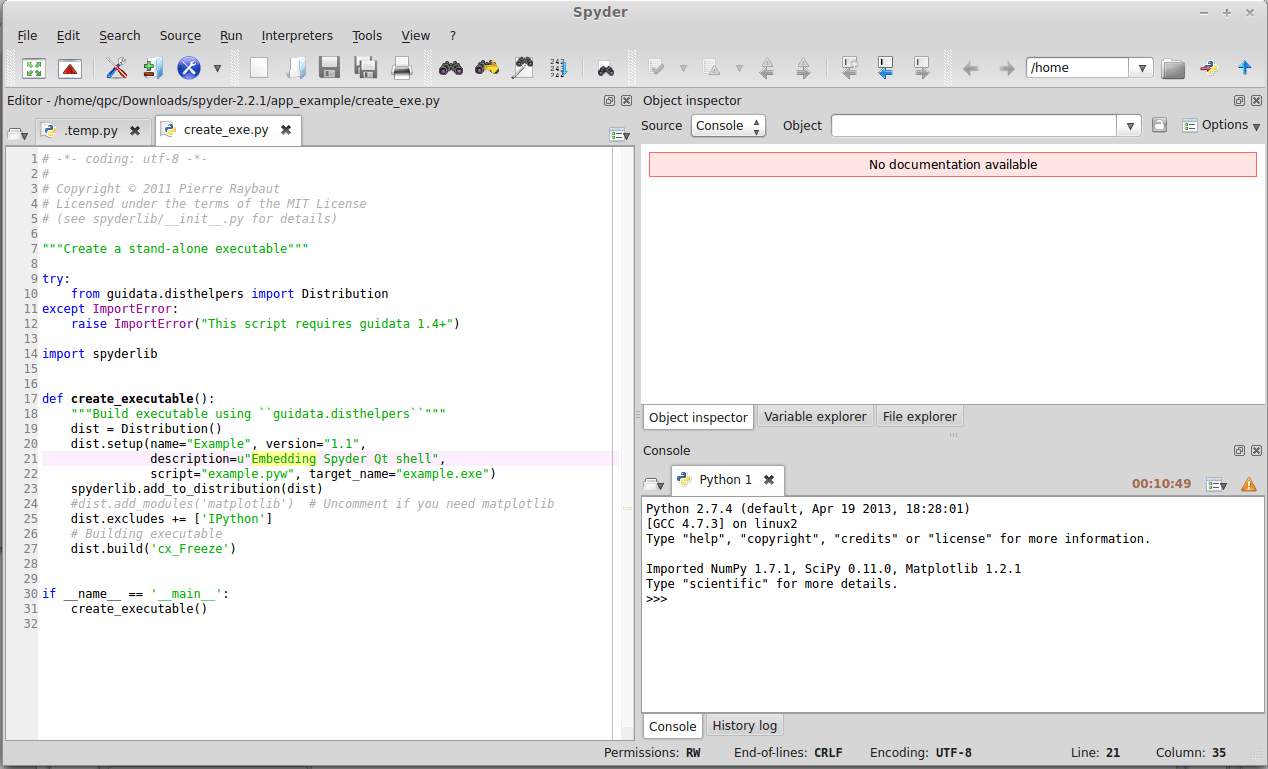 Spyder
File Edit Search Source Run Interpreters Tools View ?
/home
Editor - /home/qpc/Downloads/spyder-2.2.1/app_example/create_exe.py
.temp.py create_exe.py
1 # -*- coding: utf-8 -*-
2 #
3 # Copyright © 2011 Pierre Raybaut
4 # Licensed under the terms of the MIT License
5 # (see spyderlib/__init__.py for details)
6
7 """Create a stand-alone executable"""
8
9 try:
10     from guidata.disthelpers import Distribution
11 except ImportError:
12     raise ImportError("This script requires guidata 1.4+")
13
14 import spyderlib
15
16
17 def create_executable():
18     """Build executable using ``guidata.disthelpers``"""
19     dist = Distribution()
20     dist.setup(name="Example", version="1.1",
21                description=u"Embedding Spyder Qt shell",
22                script="example.pyw", target_name="example.exe")
23     spyderlib.add_to_distribution(dist)
24     #dist.add_modules('matplotlib')  # Uncomment if you need matplotlib
25     dist.excludes += ['IPython']
26     # Building executable
27     dist.build('cx_Freeze')
28
29
30 if __name__ == '__main__':
31     create_executable()
32
Object inspector
Source Console Object Options
No documentation available
Object inspector Variable explorer File explorer
Console
Python 1 00:10:49
Python 2.7.4 (default, Apr 19 2013, 18:28:01)
[GCC 4.7.3] on linux2
Type "help", "copyright", "credits" or "license" for more information.

Imported NumPy 1.7.1, SciPy 0.11.0, Matplotlib 1.2.1
Type "scientific" for more details.
>>>
Console History log
Permissions: RW End-of-lines: CRLF Encoding: UTF-8 Line: 21 Column: 35